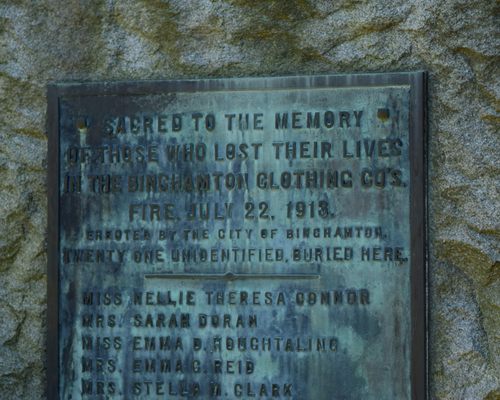 SACRED TO THE MEMORY
OF THOSE WHO LOST THEIR LIVES
IN THE BINGHAMTON CLOTHING CO'S.
FIRE, JULY 22, 1913.
ERECTED BY THE CITY OF BINGHAMTON.
TWENTY ONE UNIDENTIFIED, BURIED HERE.
MISS NELLIE THERESA CONNOR
MRS. SARAH DORAN
MISS EMMA D. HOUGHTALING
MRS. EMMA G. REID
MRS. STELLA M. CLARK